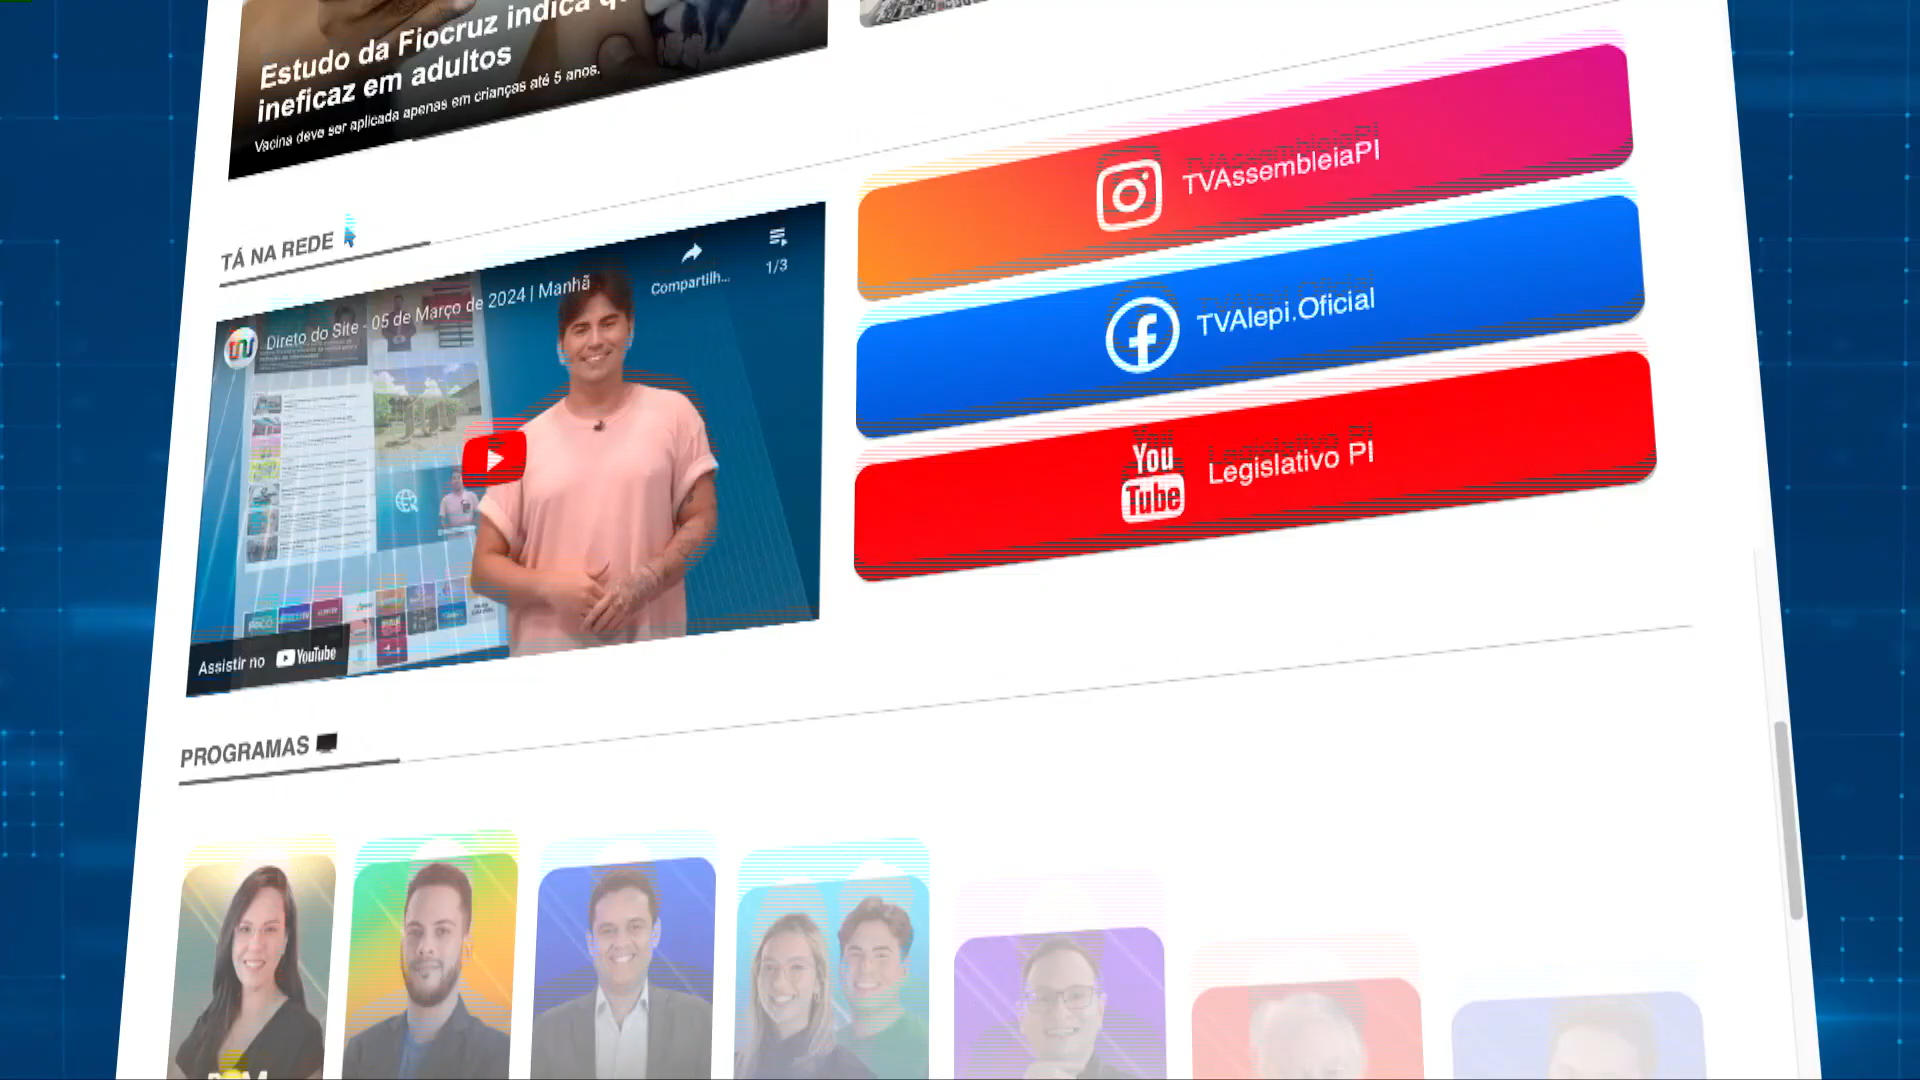 Estudo da Fiocruz indica
ineficaz em adultos
Vacina deve ser aplicada apenas em crianças até 5 anos.
TÁ NA REDE
Direto do Site - 05 de Março de 2024 | Manhã
Compartilh...
1/3
Assistir no YouTube
TVAssembleiaPI
TVAlepi.Oficial
You
Tube
Legislativo PI
PROGRAMAS